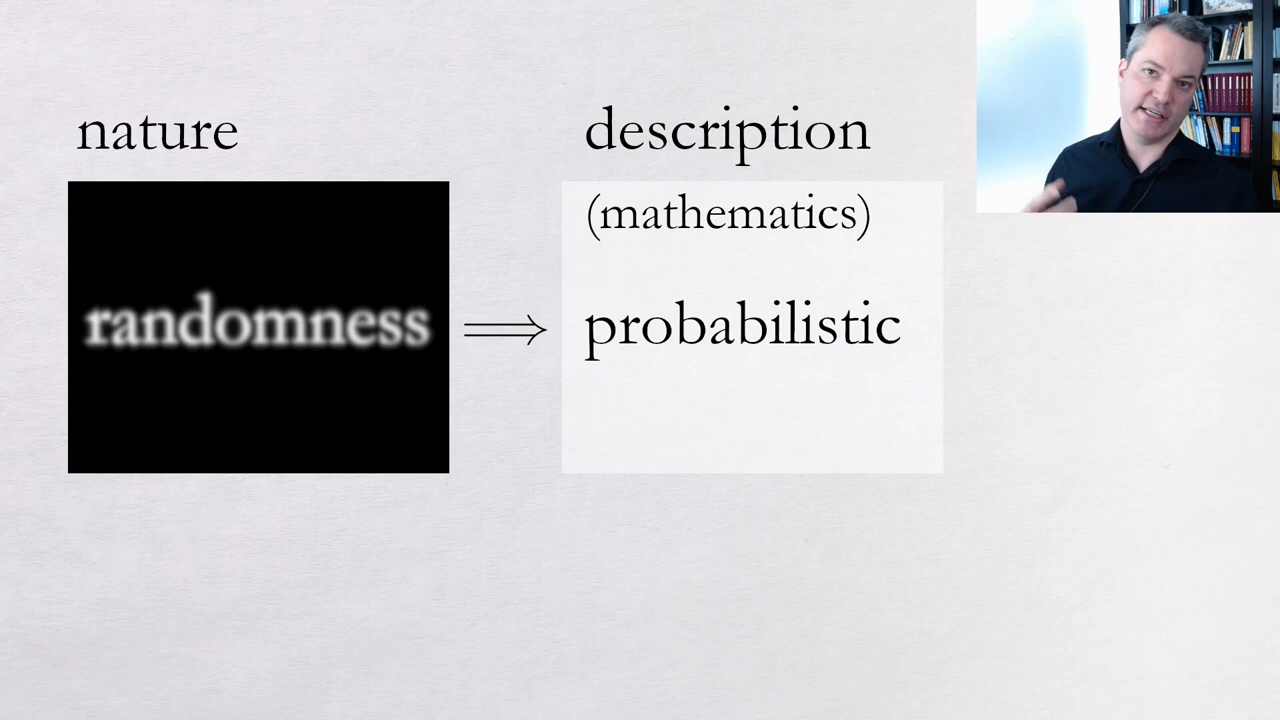 nature
description
(mathematics)
randomness
probabilistic